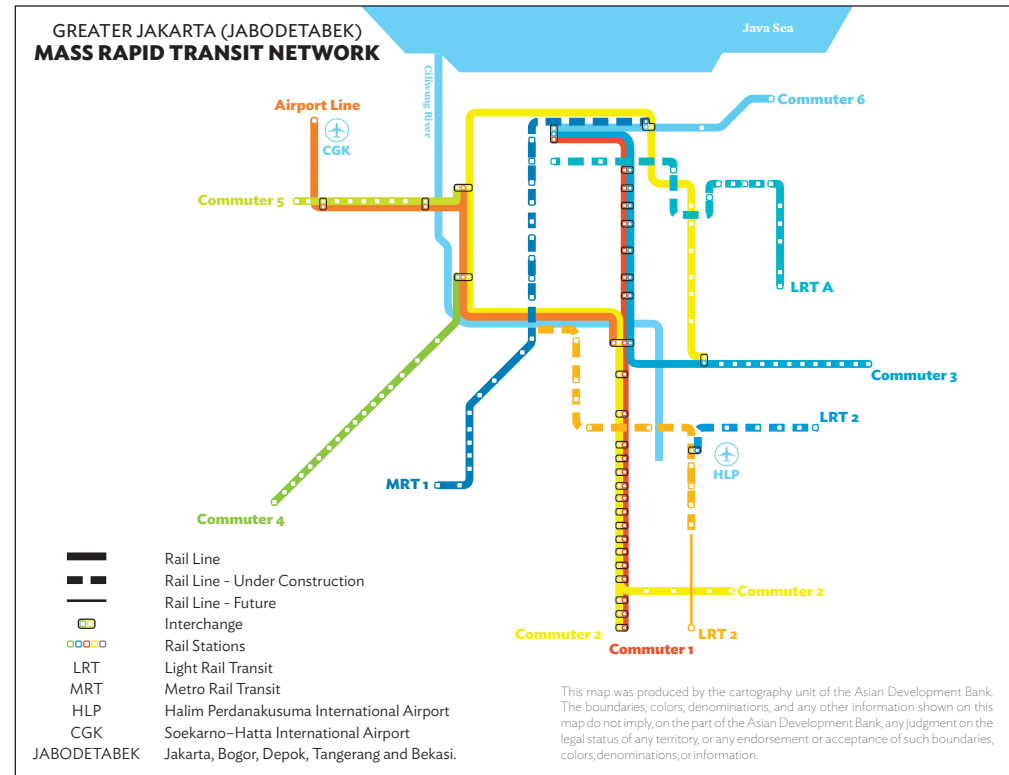 GREATER JAKARTA (JABODETABEK)
MASS RAPID TRANSIT NETWORK
Java Sea
Ciliwung River
Airport Line
CGK
Commuter 6
Commuter 5
LRT A
Commuter 3
LRT 2
HLP
MRT 1
Commuter 4
Commuter 2
Commuter 2
Commuter 1
LRT 2
Rail Line
Rail Line - Under Construction
Rail Line - Future
Interchange
Rail Stations
LRT Light Rail Transit
MRT Metro Rail Transit
HLP Halim Perdanakusuma International Airport
CGK Soekarno–Hatta International Airport
JABODETABEK Jakarta, Bogor, Depok, Tangerang and Bekasi.
This map was produced by the cartography unit of the Asian Development Bank.
The boundaries, colors, denominations, and any other information shown on this
map do not imply, on the part of the Asian Development Bank, any judgment on the
legal status of any territory, or any endorsement or acceptance of such boundaries,
colors, denominations, or information.